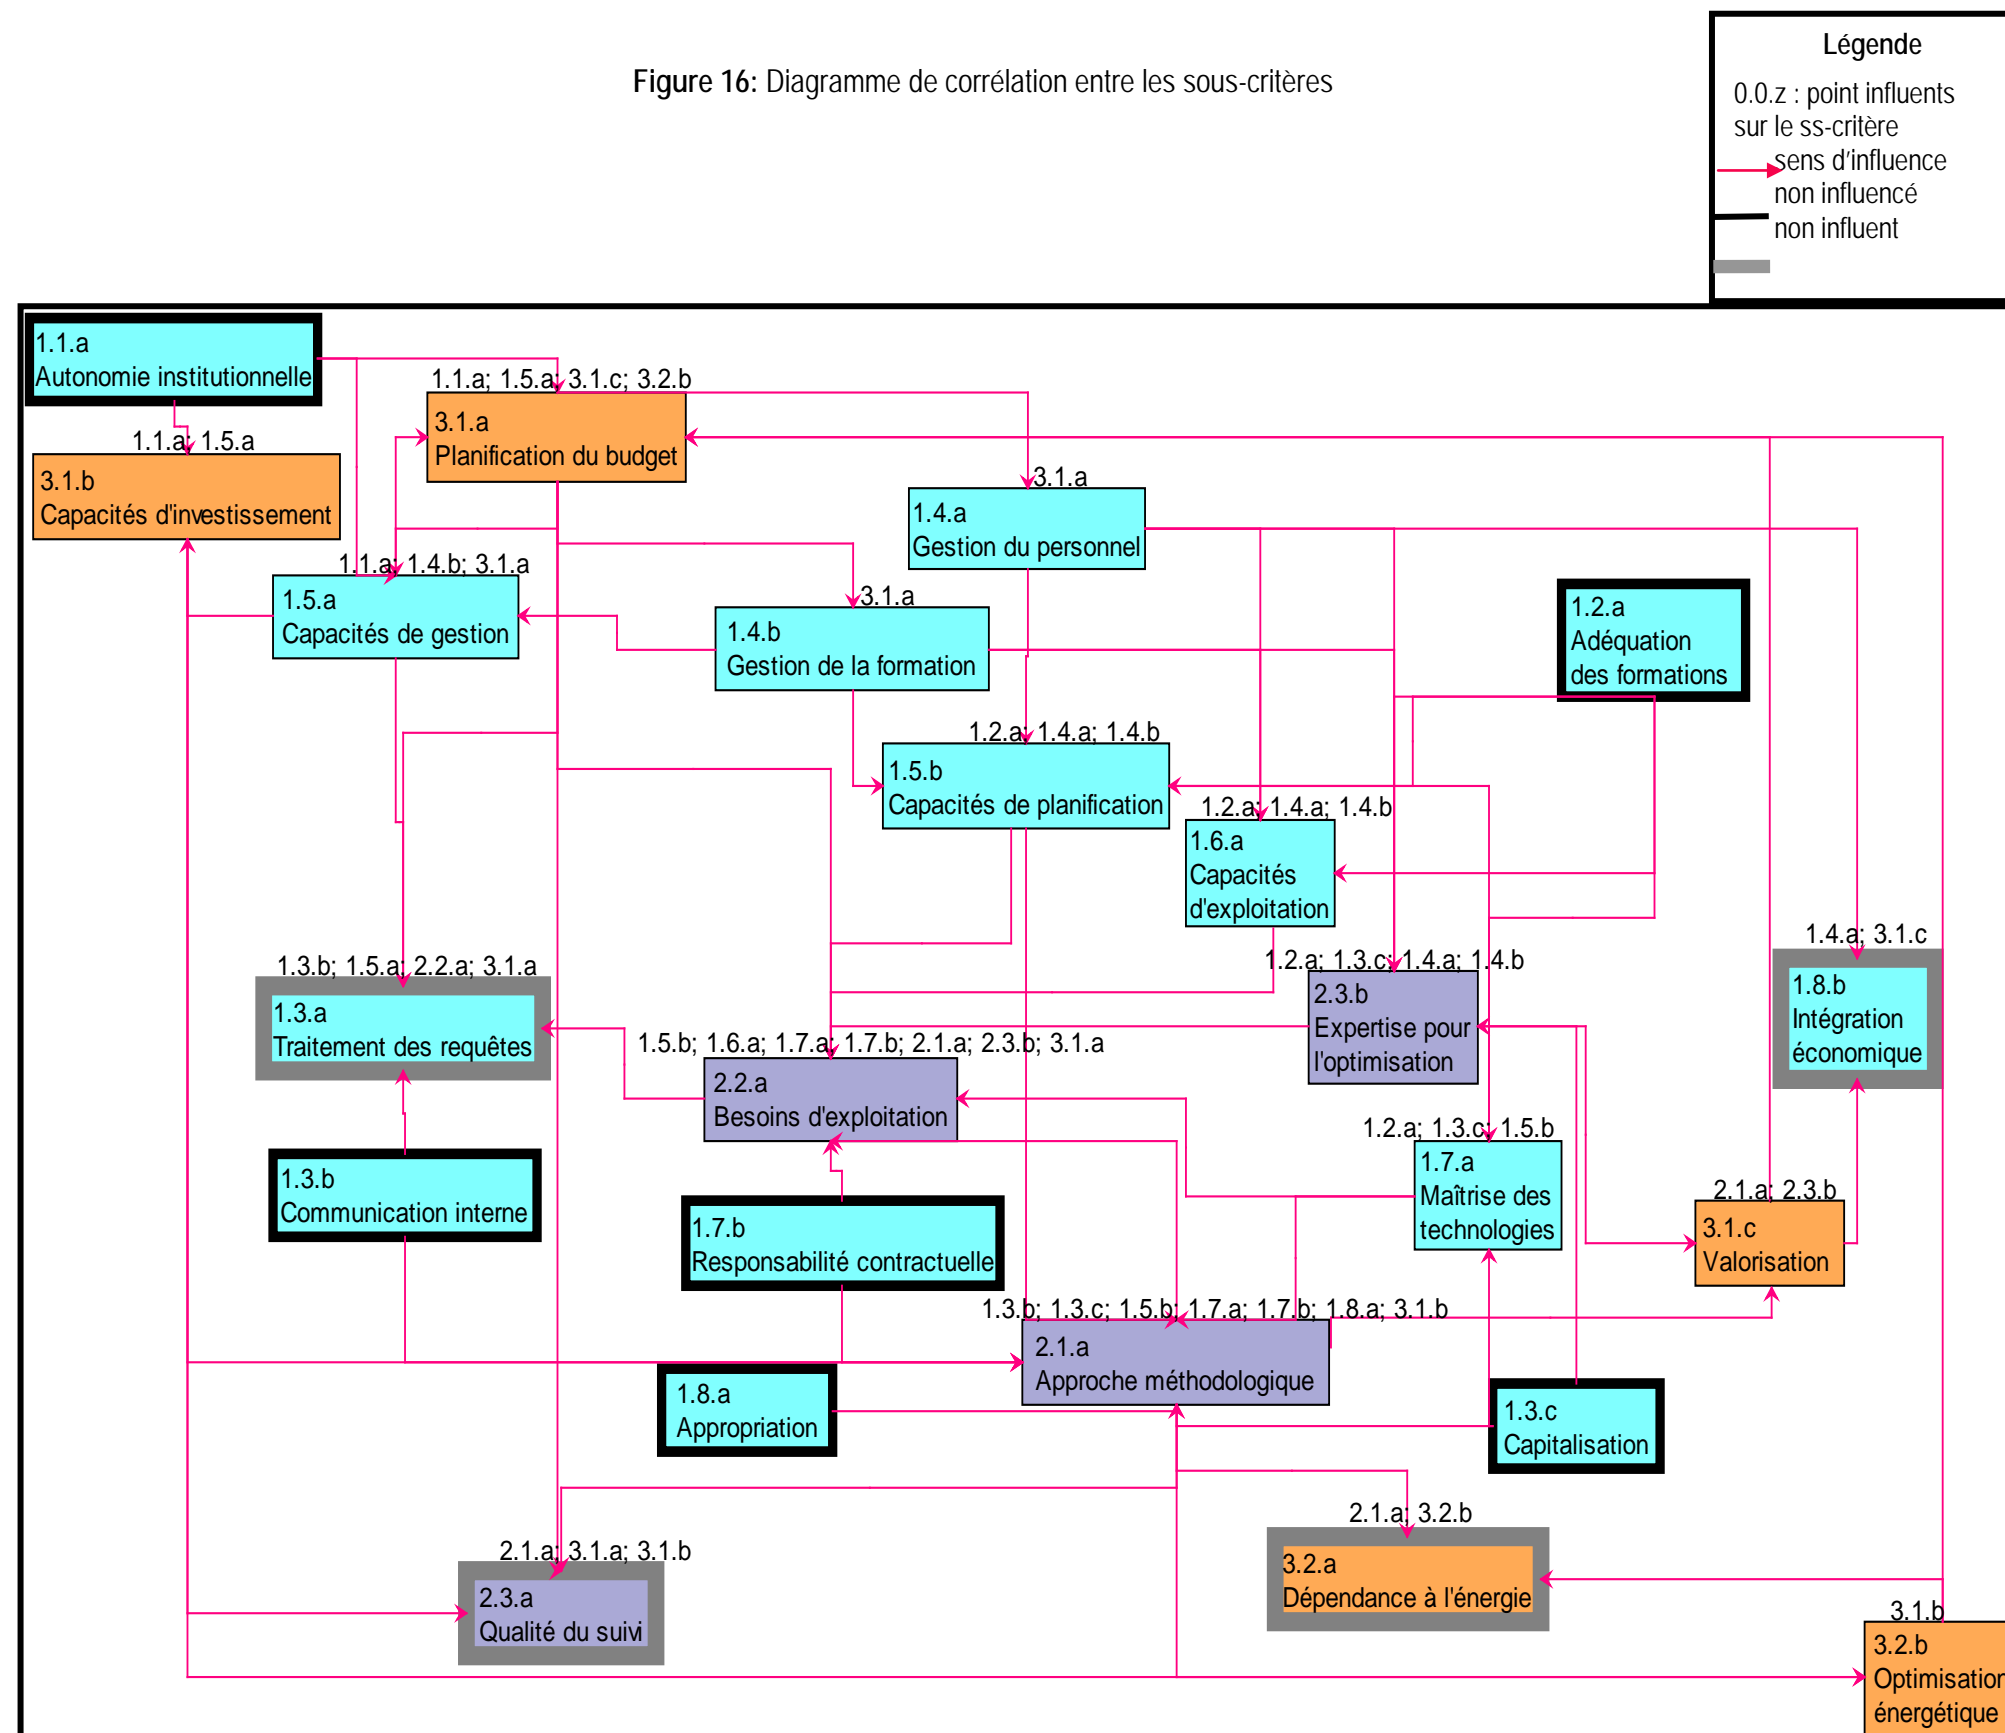 Légende
0.0.z : point influents
sur le ss-critère
sens d'influence
non influencé
non influent
Figure 16: Diagramme de corrélation entre les sous-critères
1.1.a
Autonomie institutionnelle
1.1.a; 1.5.a; 3.1.c; 3.2.b
3.1.a
Planification du budget
1.1.a; 1.5.a
3.1.b
Capacités d'investissement
3.1.a
1.4.a
Gestion du personnel
1.1.a; 1.4.b; 3.1.a
1.5.a
Capacités de gestion
3.1.a
1.4.b
Gestion de la formation
1.2.a
Adéquation
des formations
1.2.a; 1.4.a; 1.4.b
1.5.b
Capacités de planification
1.2.a; 1.4.a; 1.4.b
1.6.a
Capacités
d'exploitation
1.4.a; 3.1.c
1.8.b
Intégration
économique
1.3.b; 1.5.a; 2.2.a; 3.1.a
1.3.a
Traitement des requêtes
1.2.a; 1.3.c; 1.4.a; 1.4.b
2.3.b
Expertise pour
l'optimisation
1.5.b; 1.6.a; 1.7.a; 1.7.b; 2.1.a; 2.3.b; 3.1.a
2.2.a
Besoins d'exploitation
1.2.a; 1.3.c; 1.5.b
1.7.a
Maîtrise des
technologies
1.3.b
Communication interne
1.7.b
Responsabilité contractuelle
2.1.a; 2.3.b
3.1.c
Valorisation
1.3.b; 1.3.c; 1.5.b; 1.7.a; 1.7.b; 1.8.a; 3.1.b
2.1.a
Approche méthodologique
1.8.a
Appropriation
1.3.c
Capitalisation
2.1.a; 3.2.b
3.2.a
Dépendance à l'énergie
2.1.a; 3.1.a; 3.1.b
2.3.a
Qualité du suivi
3.1.b
3.2.b
Optimisation
énergétique